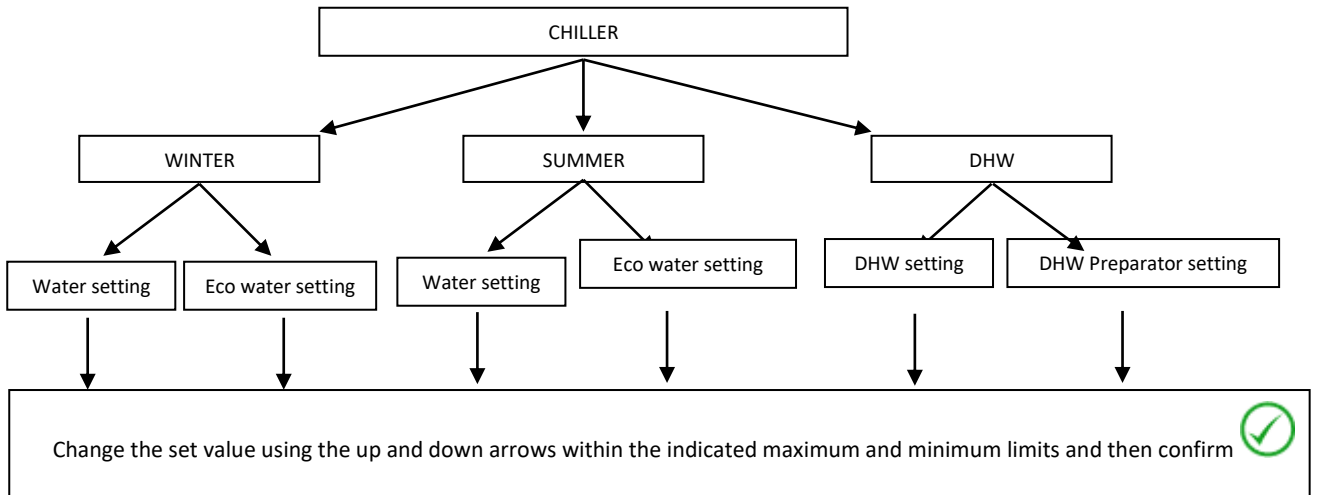 CHILLER
WINTER
SUMMER
DHW
Water setting
Eco water setting
Water setting
Eco water setting
DHW setting
DHW Preparator setting
Change the set value using the up and down arrows within the indicated maximum and minimum limits and then confirm